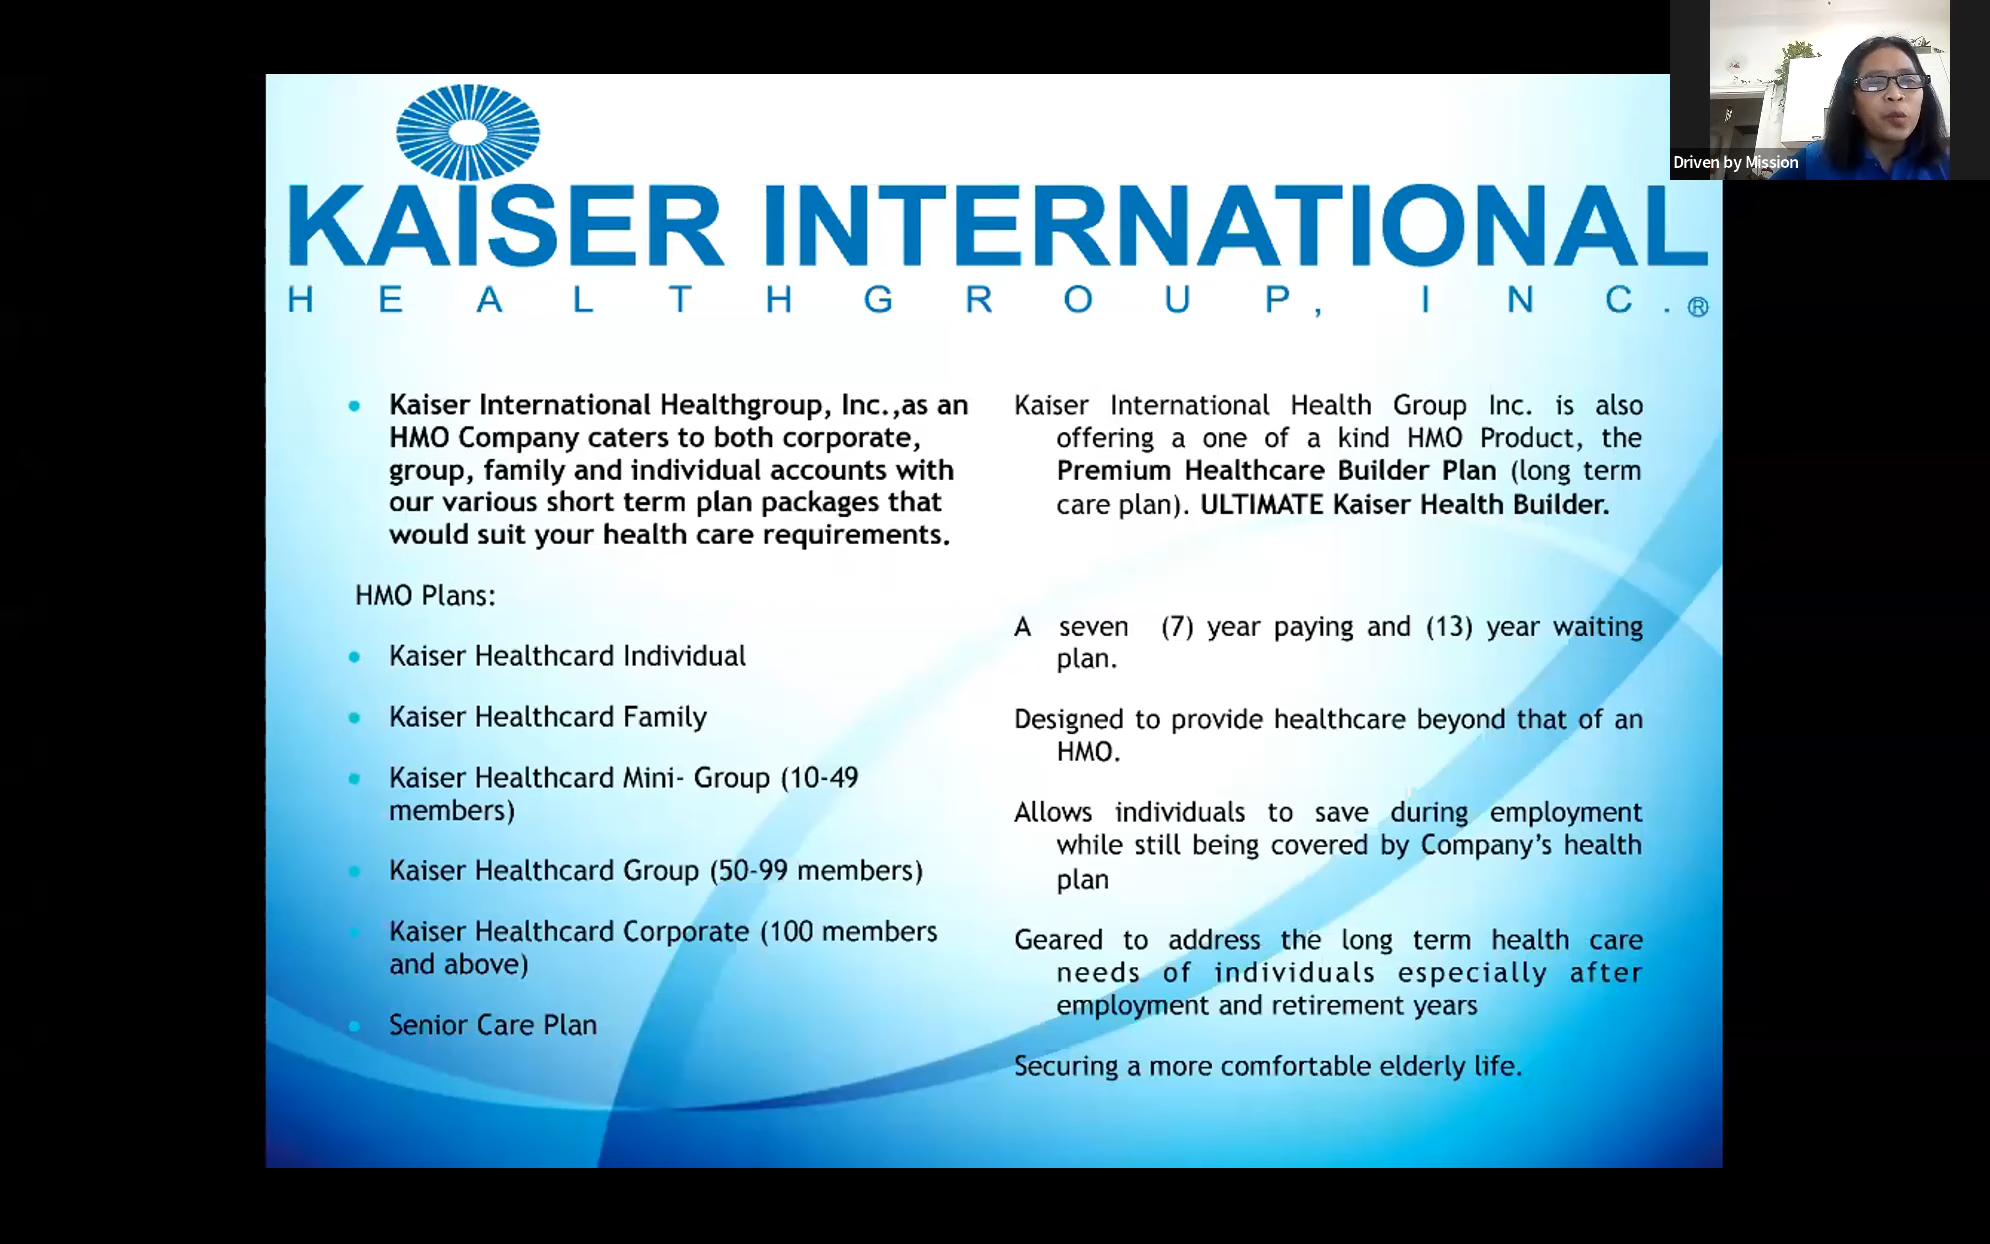 KAISER INTERNATIONAL
HEALTHGROUP, INC.®
Driven by Mission
• Kaiser International Healthgroup, Inc.,as an
HMO Company caters to both corporate,
group, family and individual accounts with
our various short term plan packages that
would suit your health care requirements.
HMO Plans:
• Kaiser Healthcard Individual
• Kaiser Healthcard Family
• Kaiser Healthcard Mini- Group (10-49
members)
• Kaiser Healthcard Group (50-99 members)
• Kaiser Healthcard Corporate (100 members
and above)
• Senior Care Plan
Kaiser International Health Group Inc. is also
offering a one of a kind HMO Product, the
Premium Healthcare Builder Plan (long term
care plan). ULTIMATE Kaiser Health Builder.
A seven (7) year paying and (13) year waiting
plan.
Designed to provide healthcare beyond that of an
HMO.
Allows individuals to save during employment
while still being covered by Company's health
plan
Geared to address the long term health care
needs of individuals especially after
employment and retirement years
Securing a more comfortable elderly life.